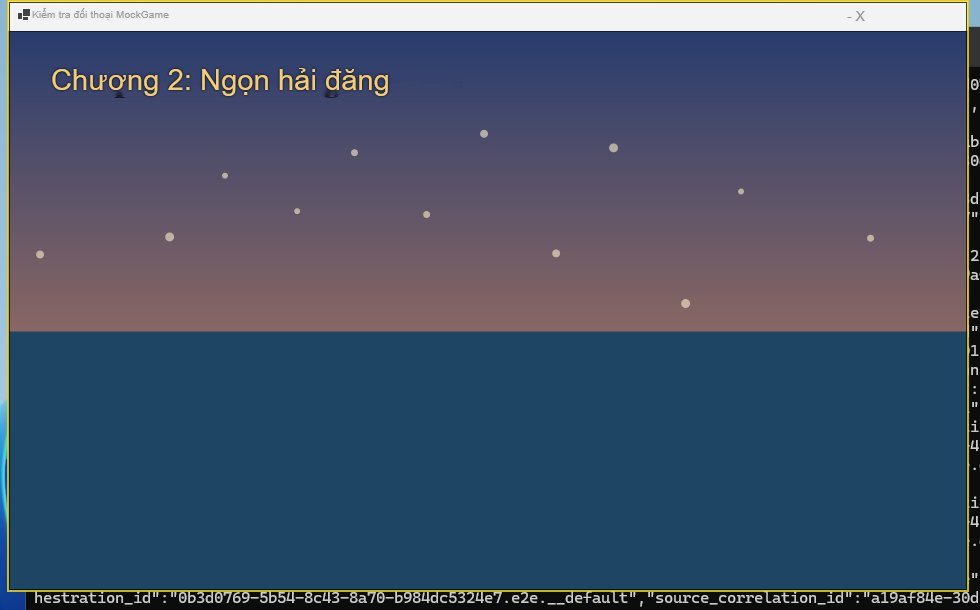 Kiểm tra đối thoại MockGame
- X
Chương 2: Ngọn hải đăng
hestration_id":"0b3d0769-5b54-8c43-8a70-b984dc5324e7.e2e.__default","source_correlation_id":"a19af84e-30